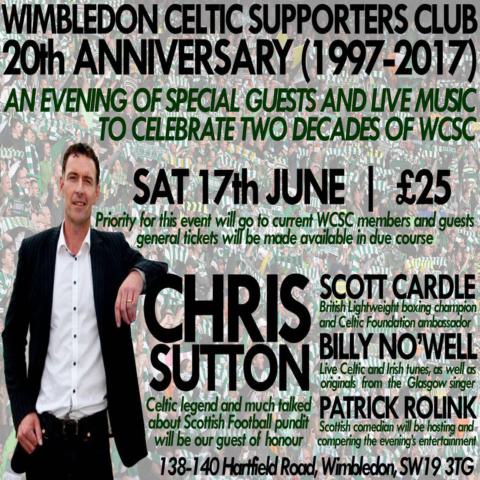 WIMBLEDON CELTIC SUPPORTERS CLUB
20th ANNIVERSARY (1997-2017)
AN EVENING OF SPECIAL GUESTS AND LIVE MUSIC
TO CELEBRATE TWO DECADES OF WCSC
SAT 17th JUNE | £25
Priority for this event will go to current WCSC members and guests
general tickets will be made available in due course
CHRIS
SUTTON
Celtic legend and much talked
about Scottish Football pundit
will be our guest of honour
SCOTT CARDLE
British Lightweight boxing champion
and Celtic Foundation ambassador
BILLY NO'WELL
Live Celtic and Irish tunes, as well as
originals from the Glasgow singer
PATRICK ROLINK
Scottish comedian will be hosting and
compering the evening's entertainment
138-140 Hartfield Road, Wimbledon, SW19 3TG